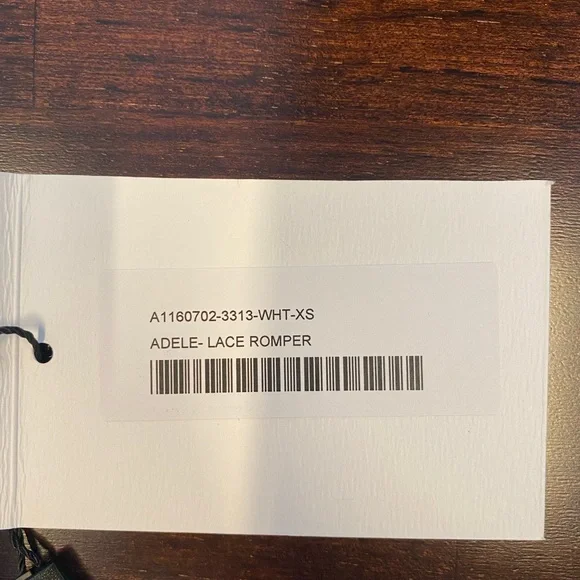 A1160702-3313-WHT-XS
ADELE- LACE ROMPER